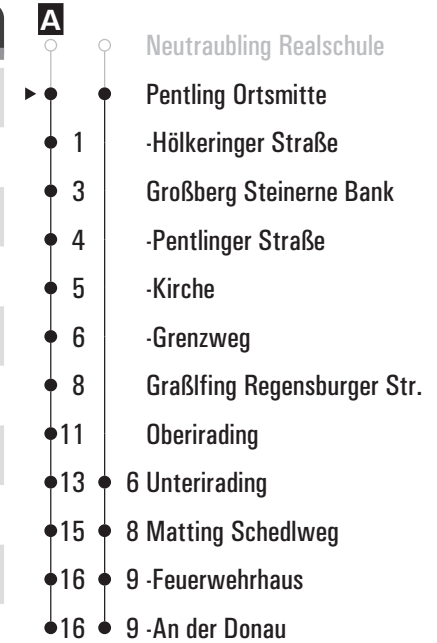 A
Neutraubling Realschule
Pentling Ortsmitte
1 -Hölkeringer Straße
3 Großberg Steinerne Bank
4 -Pentlinger Straße
5 -Kirche
6 -Grenzweg
8 Graßlfing Regensburger Str.
11 Oberirading
13 6 Unterirading
15 8 Matting Schedlweg
16 9 -Feuerwehrhaus
16 9 -An der Donau